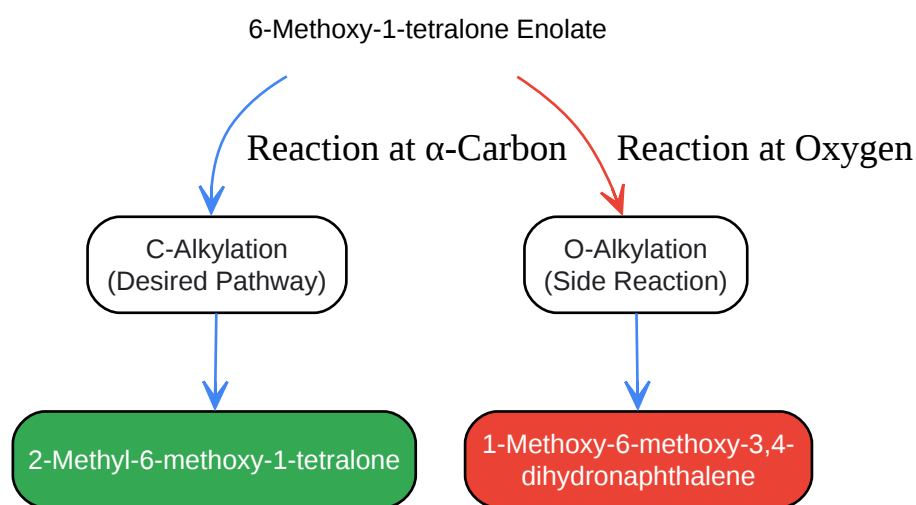 6-Methoxy-1-tetralone Enolate
Reaction at α-Carbon
Reaction at Oxygen
C-Alkylation
(Desired Pathway)
O-Alkylation
(Side Reaction)
2-Methyl-6-methoxy-1-tetralone
1-Methoxy-6-methoxy-3,4-
dihydronaphthalene